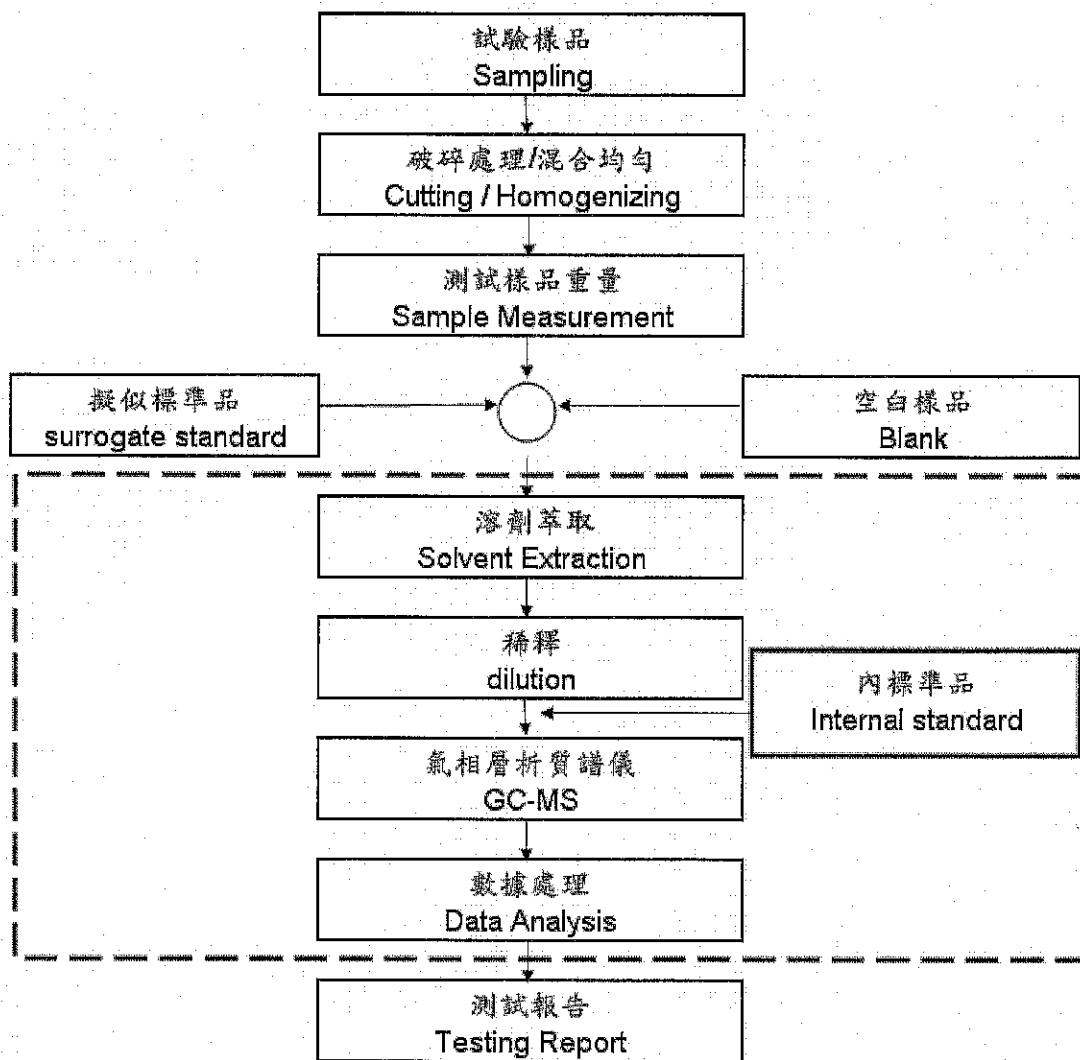 試驗樣品
Sampling
破碎處理/混合均勻
Cutting / Homogenizing
測試樣品重量
Sample Measurement
擬似標準品
surrogate standard
空白樣品
Blank
溶劑萃取
Solvent Extraction
稀釋
dilution
內標準品
Internal standard
氣相層析質譜儀
GC-MS
數據處理
Data Analysis
測試報告
Testing Report